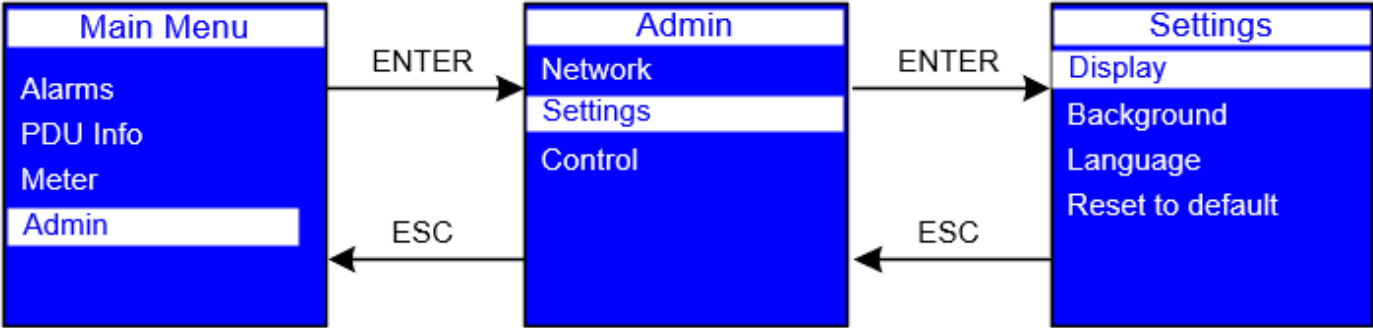 Main Menu
Alarms
PDU Info
Meter
Admin
ENTER
ESC
Admin
Network
Settings
Control
ENTER
ESC
Settings
Display
Background
Language
Reset to default